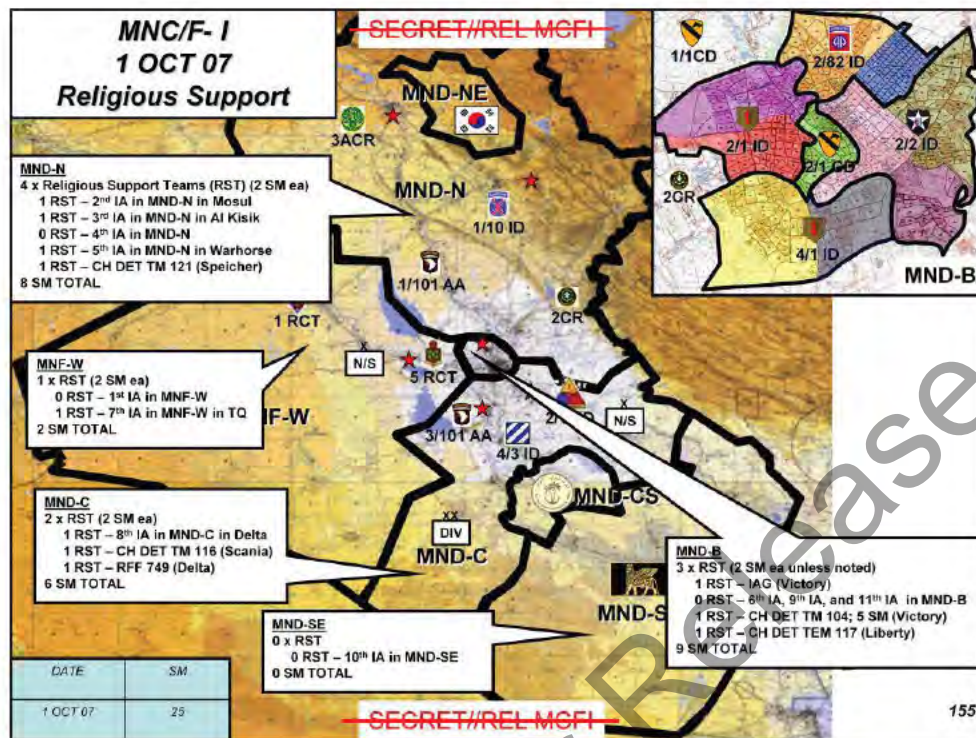 MNC/F- I
1 OCT 07
Religious Support
SECRET//REL MCFI
MND-NE
3ACR
MND-N
1/10 ID
1/101 AA
2CR
1 RCT
N/S
5 RCT
3/101 AA
4/3 ID
N/S
MND-CS
XX
DIV
MND-C
1/1CD
2/82 ID
2/1 ID
2/1 CD
2/2 ID
2CR
4/1 ID
MND-B
MND-N
4 x Religious Support Teams (RST) (2 SM ea)
1 RST – 2nd IA in MND-N in Mosul
1 RST – 3rd IA in MND-N in Al Kisik
0 RST – 4th IA in MND-N
1 RST – 5th IA in MND-N in Warhorse
1 RST – CH DET TM 121 (Speicher)
8 SM TOTAL
MNF-W
1 x RST (2 SM ea)
0 RST – 1st IA in MNF-W
1 RST – 7th IA in MNF-W in TQ
2 SM TOTAL
MND-C
2 x RST (2 SM ea)
1 RST – 8th IA in MND-C in Delta
1 RST – CH DET TM 116 (Scania)
1 RST – RFF 749 (Delta)
6 SM TOTAL
MND-SE
0 x RST
0 RST – 10th IA in MND-SE
0 SM TOTAL
MND-B
3 x RST (2 SM ea unless noted)
1 RST – IAG (Victory)
0 RST – 6th IA, 9th IA, and 11th IA in MND-B
1 RST – CH DET TM 104; 5 SM (Victory)
1 RST – CH DET TEM 117 (Liberty)
9 SM TOTAL
DATE SM
1 OCT 07 25
SECRET//REL MCFI
155
Release